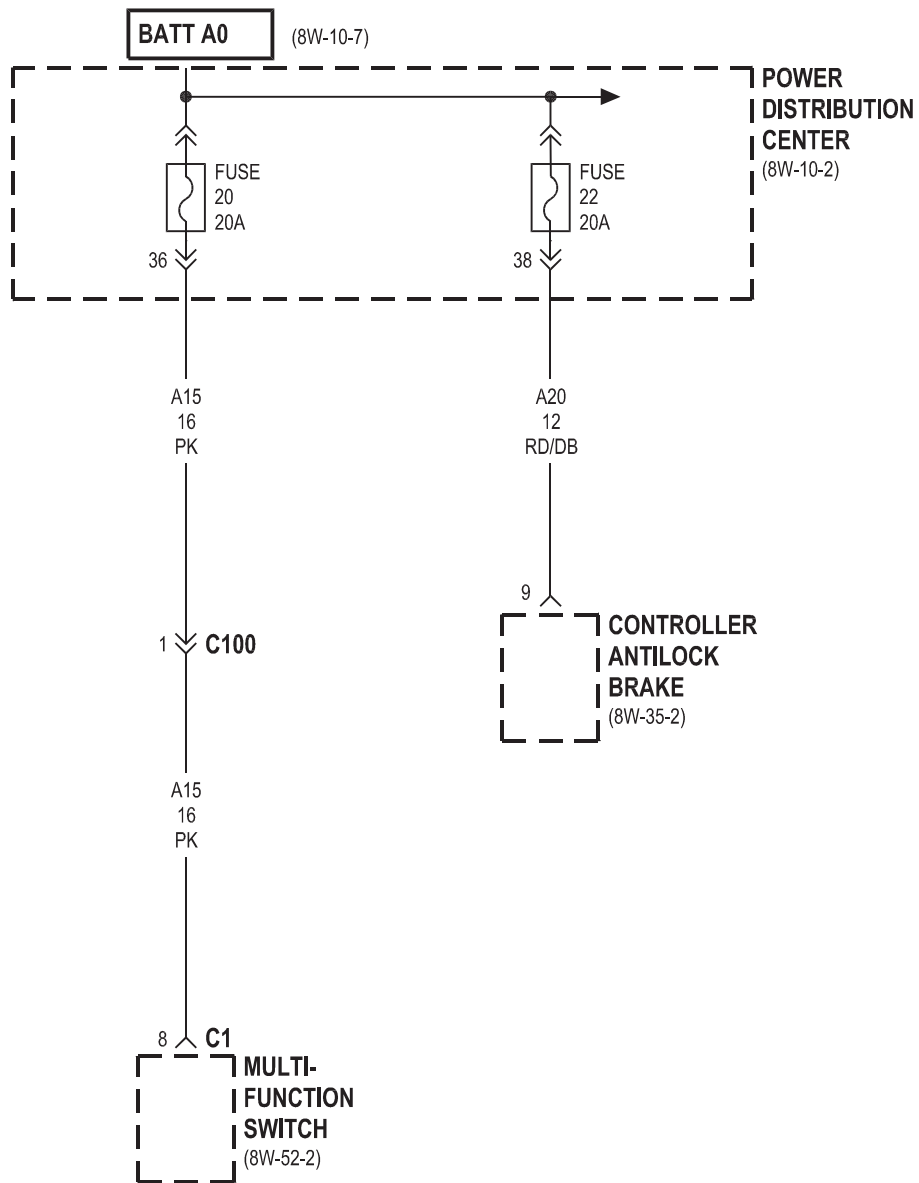 BATT A0
(8W-10-7)
POWER
DISTRIBUTION
CENTER
(8W-10-2)
FUSE
20
20A
FUSE
22
20A
36
38
A15
16
PK
A20
12
RD/DB
9
CONTROLLER
ANTILOCK
BRAKE
(8W-35-2)
1
C100
A15
16
PK
8
C1
MULTI-
FUNCTION
SWITCH
(8W-52-2)